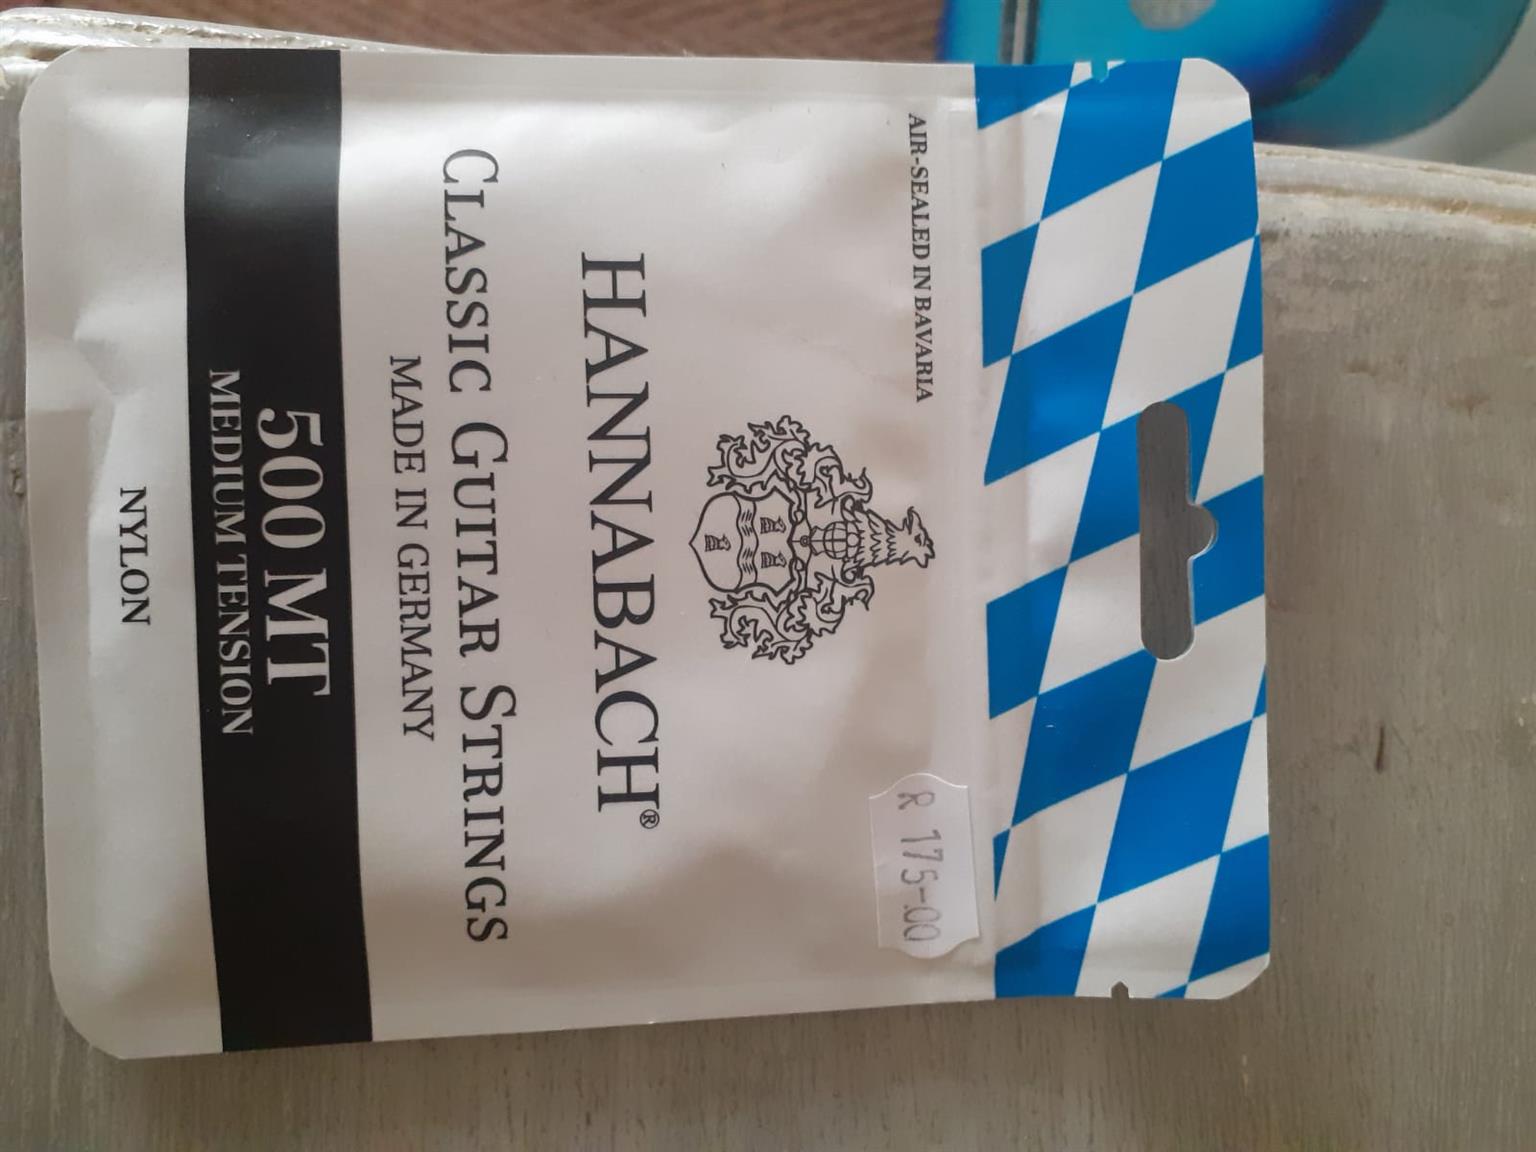 AIR-SEALED IN BAVARIA
R 175-.00
HANNABACH®
CLASSIC GUITAR STRINGS
MADE IN GERMANY
500 MT
MEDIUM TENSION
NYLON